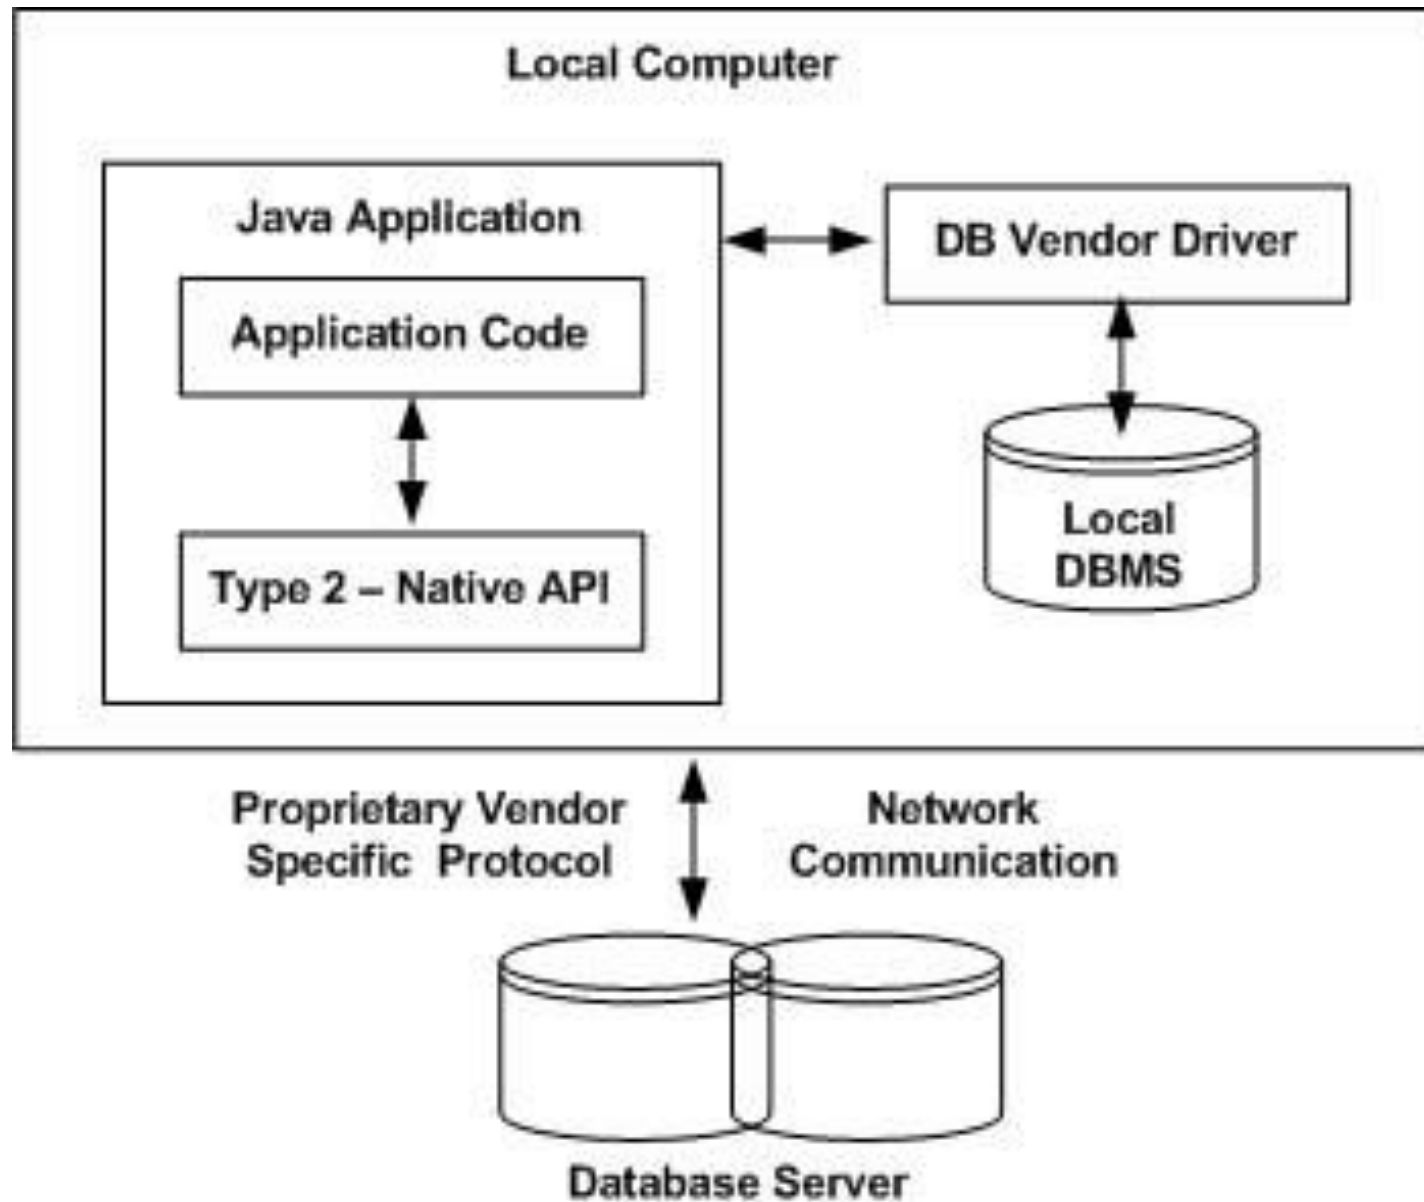 Local Computer
Java Application
Application Code
Type 2 – Native API
DB Vendor Driver
Local
DBMS
Proprietary Vendor
Specific Protocol
Network
Communication
Database Server